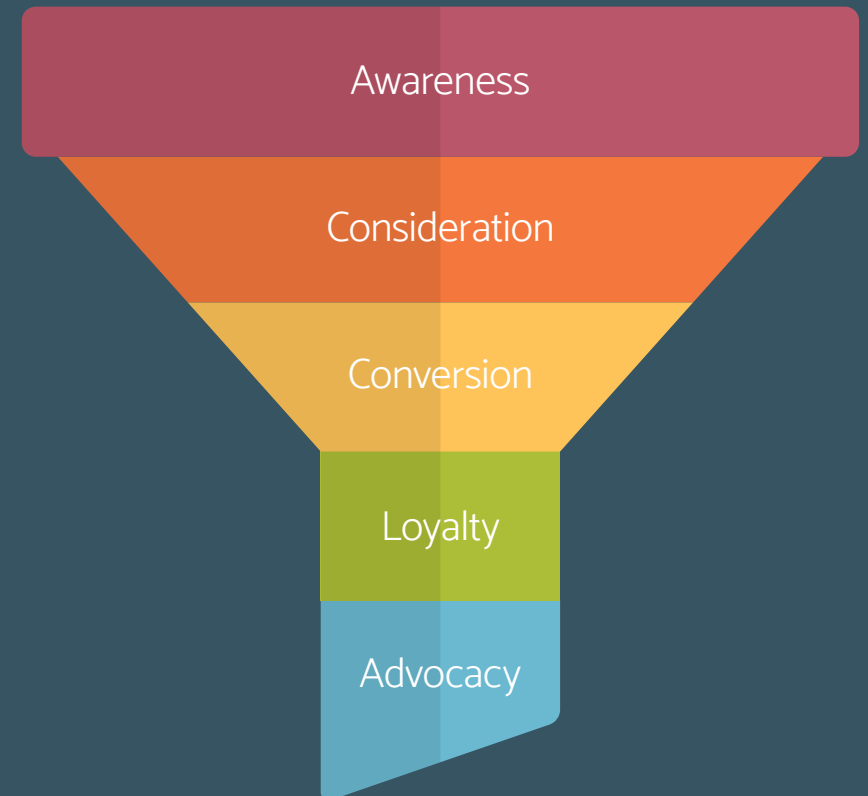 Awareness
Consideration
Conversion
Loyalty
Advocacy